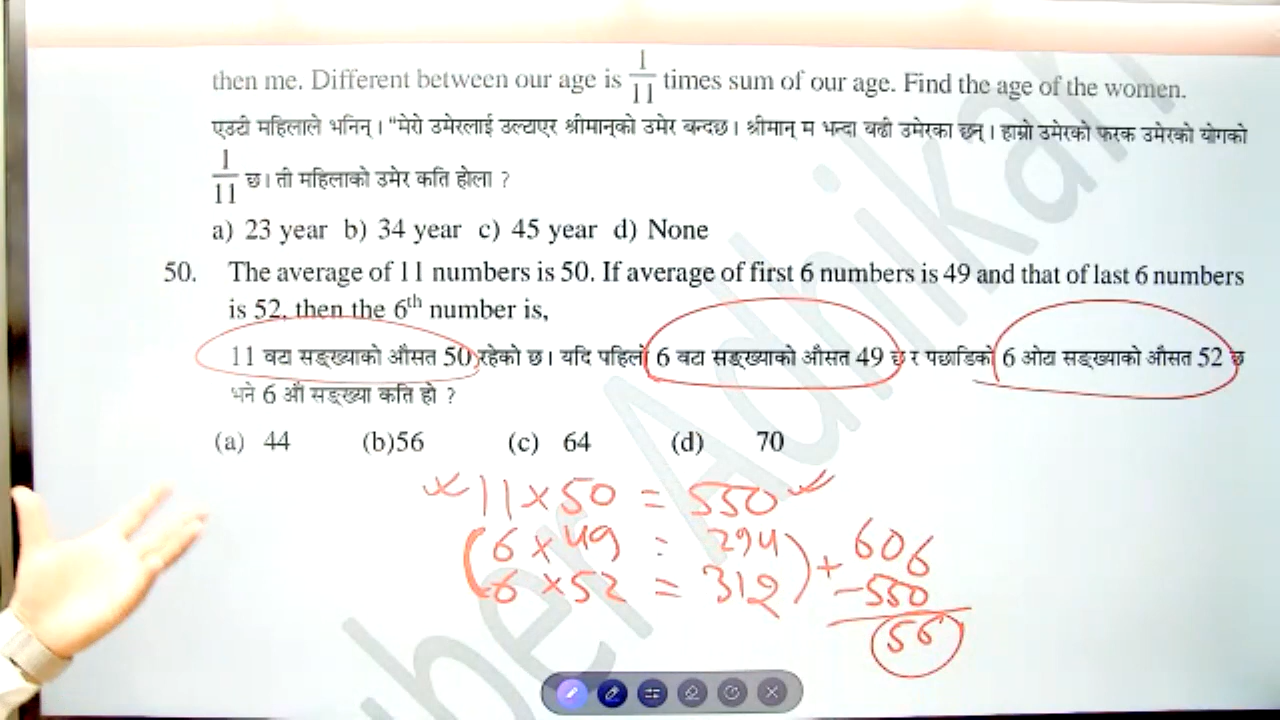 then me. Different between our age is 1/11 times sum of our age. Find the age of the women.
एउटी महिलाले भनिन् । "मेरो उमेरलाई उल्टाएर श्रीमान्‌को उमेर बन्दछ। श्रीमान् म भन्दा बढी उमेरका छन् । हाम्रो उमेरको फरक उमेरको योगको
1/11 छ। ती महिलाको उमेर कति होला ?
a) 23 year b) 34 year c) 45 year d) None
50. The average of 11 numbers is 50. If average of first 6 numbers is 49 and that of last 6 numbers
is 52, then the 6th number is,
11 वटा सङ्ख्याको औसत 50 रहेको छ। यदि पहिलो 6 वटा सङ्ख्याको औसत 49 छ र पछाडिको 6 ओटा सङ्ख्याको औसत 52 छ
भने 6 औं सङ्ख्या कति हो ?
(a) 44 (b)56 (c) 64 (d) 70
11 × 50 = 550
(6 × 49 = 294) + 606
6 × 52 = 312 −550
56
Adhikari